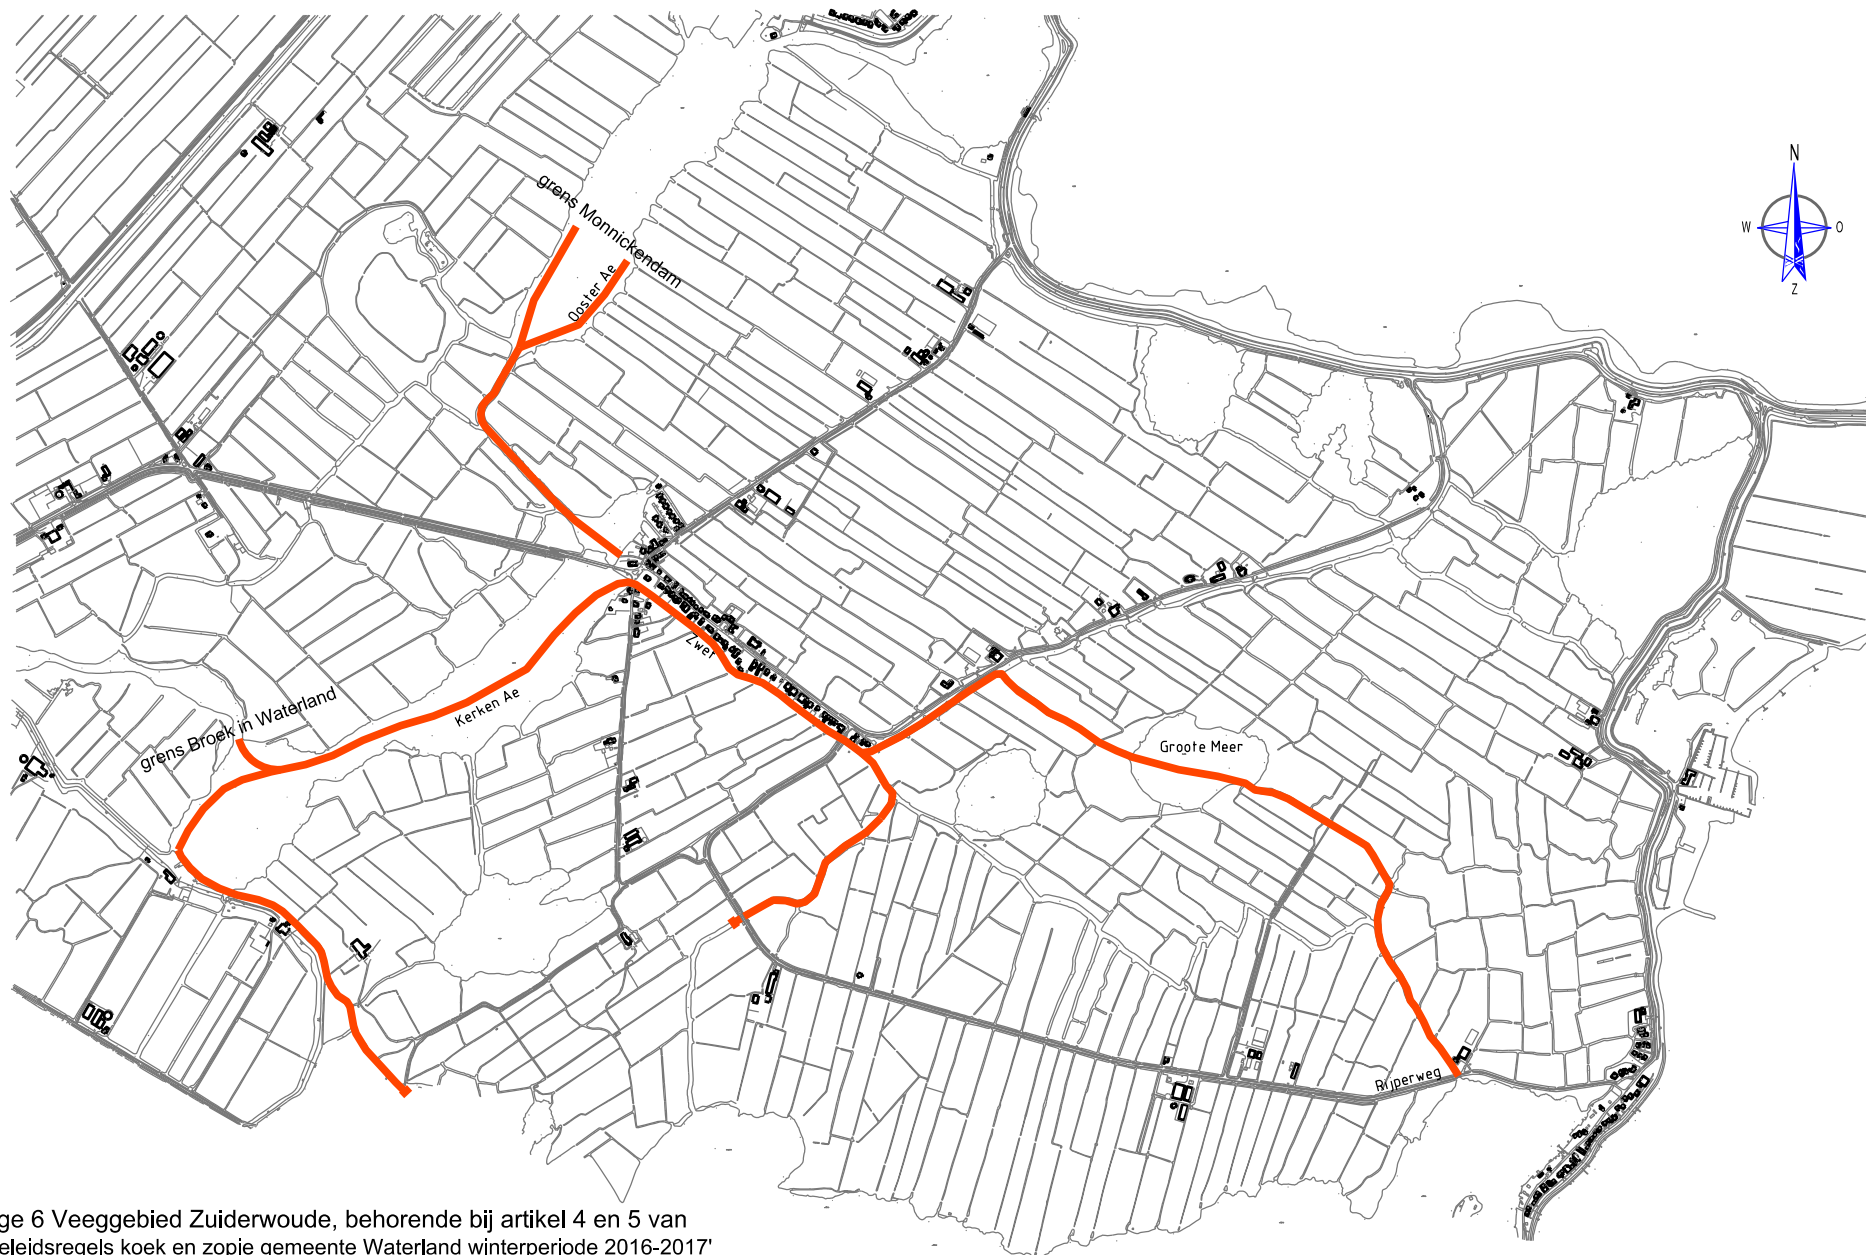 grens Monnickendam
Ooster Ae
N
W
O
Z
Zwet
Kerken Ae
grens Broek in Waterland
Groote Meer
Rijperweg
ge 6 Veeggebied Zuiderwoude, behorende bij artikel 4 en 5 van
eleidsregels koek en zopie gemeente Waterland winterperiode 2016-2017'